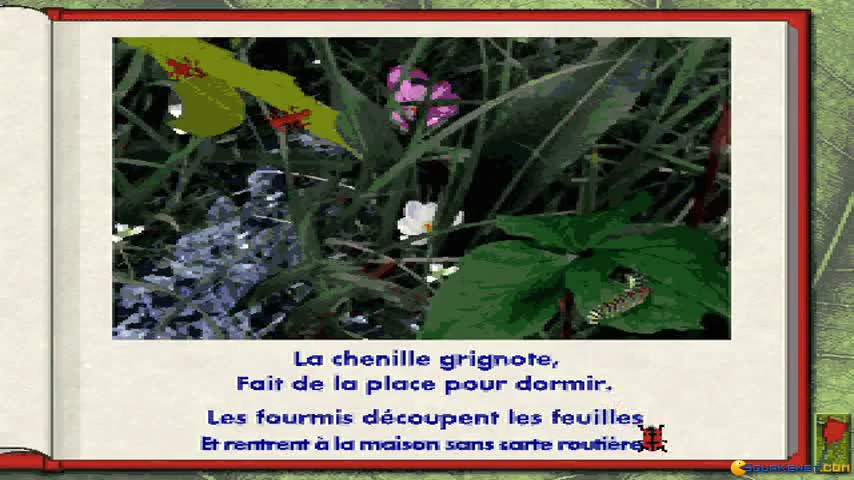 La chenille grignote,
Fait de la place pour dormir.
Les fourmis découpent les feuilles
Et rentrent à la maison sans carte routière
SQUAKENET.COM